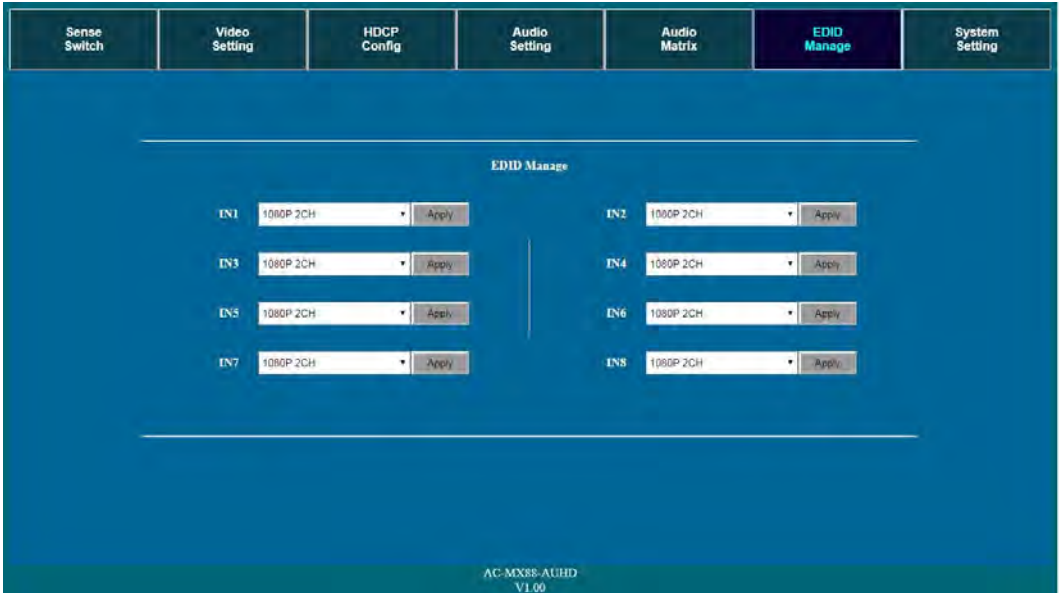 Sense
Switch
Video
Setting
HDCP
Config
Audio
Setting
Audio
Matrix
EDID
Manage
System
Setting
EDID Manage
IN1 1080P 2CH Apply
IN2 1080P 2CH Apply
IN3 1080P 2CH Apply
IN4 1080P 2CH Apply
IN5 1080P 2CH Apply
IN6 1080P 2CH Apply
IN7 1080P 2CH Apply
IN8 1080P 2CH Apply
AC-MX88-AUHD
V1.00